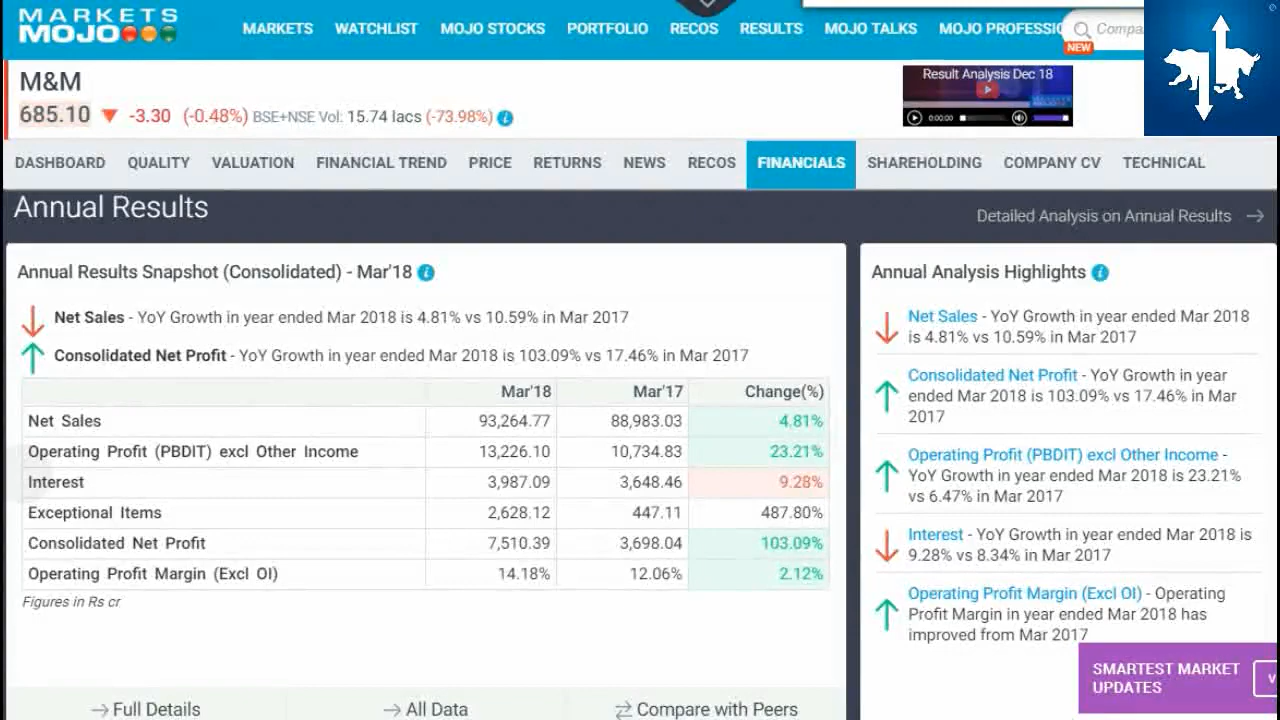 MARKETS
MOJO
MARKETS WATCHLIST MOJO STOCKS PORTFOLIO RECOS RESULTS MOJO TALKS MOJO PROFESSIO
NEW
Compa
M&M
685.10 -3.30 (-0.48%) BSE+NSE Vol: 15.74 lacs (-73.98%)
Result Analysis Dec 18
0:00:00
DASHBOARD QUALITY VALUATION FINANCIAL TREND PRICE RETURNS NEWS RECOS FINANCIALS SHAREHOLDING COMPANY CV TECHNICAL
Annual Results
Detailed Analysis on Annual Results
Annual Results Snapshot (Consolidated) - Mar'18
Net Sales - YoY Growth in year ended Mar 2018 is 4.81% vs 10.59% in Mar 2017
Consolidated Net Profit - YoY Growth in year ended Mar 2018 is 103.09% vs 17.46% in Mar 2017
Mar'18 Mar'17 Change(%)
Net Sales 93,264.77 88,983.03 4.81%
Operating Profit (PBDIT) excl Other Income 13,226.10 10,734.83 23.21%
Interest 3,987.09 3,648.46 9.28%
Exceptional Items 2,628.12 447.11 487.80%
Consolidated Net Profit 7,510.39 3,698.04 103.09%
Operating Profit Margin (Excl OI) 14.18% 12.06% 2.12%
Figures in Rs cr
Full Details All Data Compare with Peers
Annual Analysis Highlights
Net Sales - YoY Growth in year ended Mar 2018
is 4.81% vs 10.59% in Mar 2017
Consolidated Net Profit - YoY Growth in year
ended Mar 2018 is 103.09% vs 17.46% in Mar
2017
Operating Profit (PBDIT) excl Other Income -
YoY Growth in year ended Mar 2018 is 23.21%
vs 6.47% in Mar 2017
Interest - YoY Growth in year ended Mar 2018 is
9.28% vs 8.34% in Mar 2017
Operating Profit Margin (Excl OI) - Operating
Profit Margin in year ended Mar 2018 has
improved from Mar 2017
SMARTEST MARKET
UPDATES